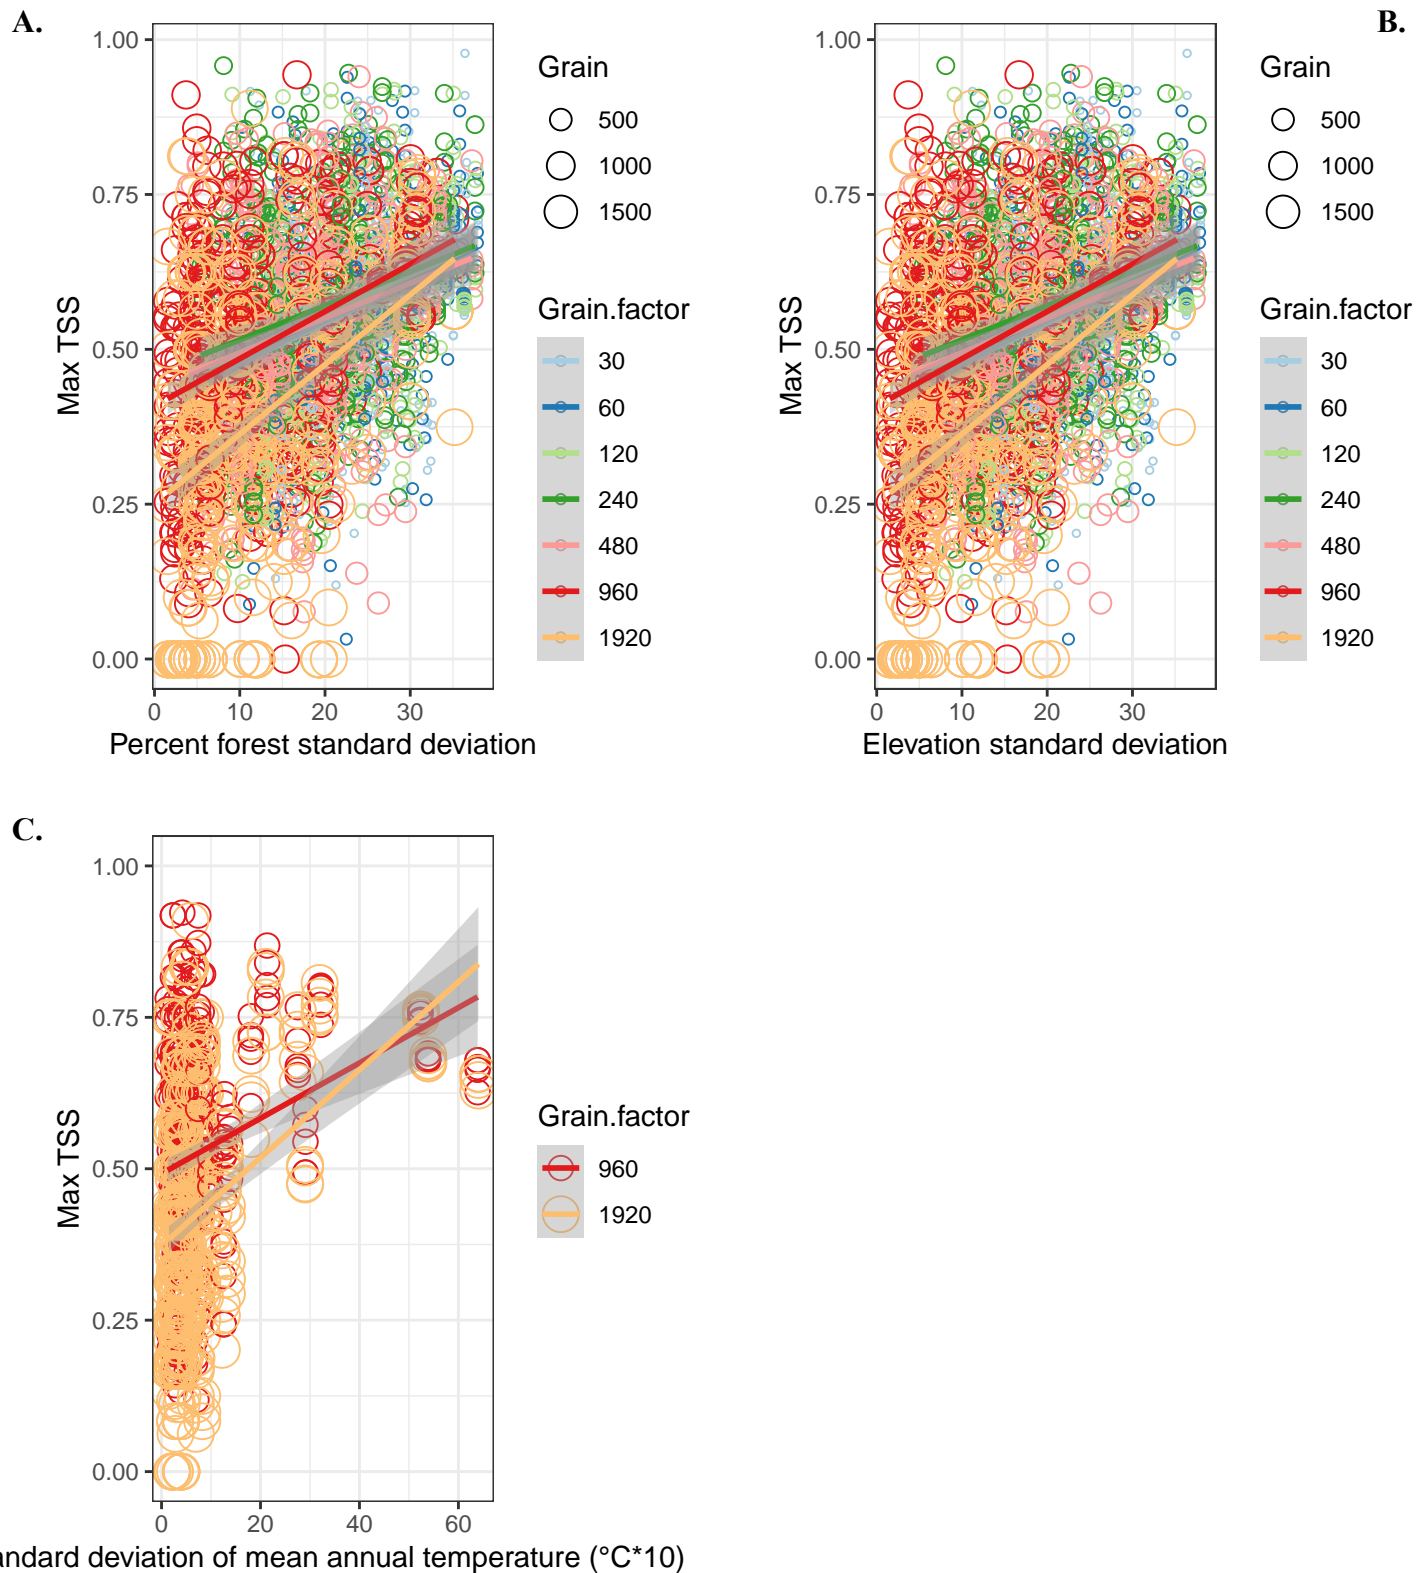 A.
B.
1.00
0.75
0.50
0.25
0.00
Max TSS
0 10 20 30
Percent forest standard deviation
Grain
500
1000
1500
Grain.factor
30
60
120
240
480
960
1920
1.00
0.75
0.50
0.25
0.00
Max TSS
0 10 20 30
Elevation standard deviation
Grain
500
1000
1500
Grain.factor
30
60
120
240
480
960
1920
C.
1.00
0.75
0.50
0.25
0.00
Max TSS
0 20 40 60
andard deviation of mean annual temperature (°C*10)
Grain.factor
960
1920